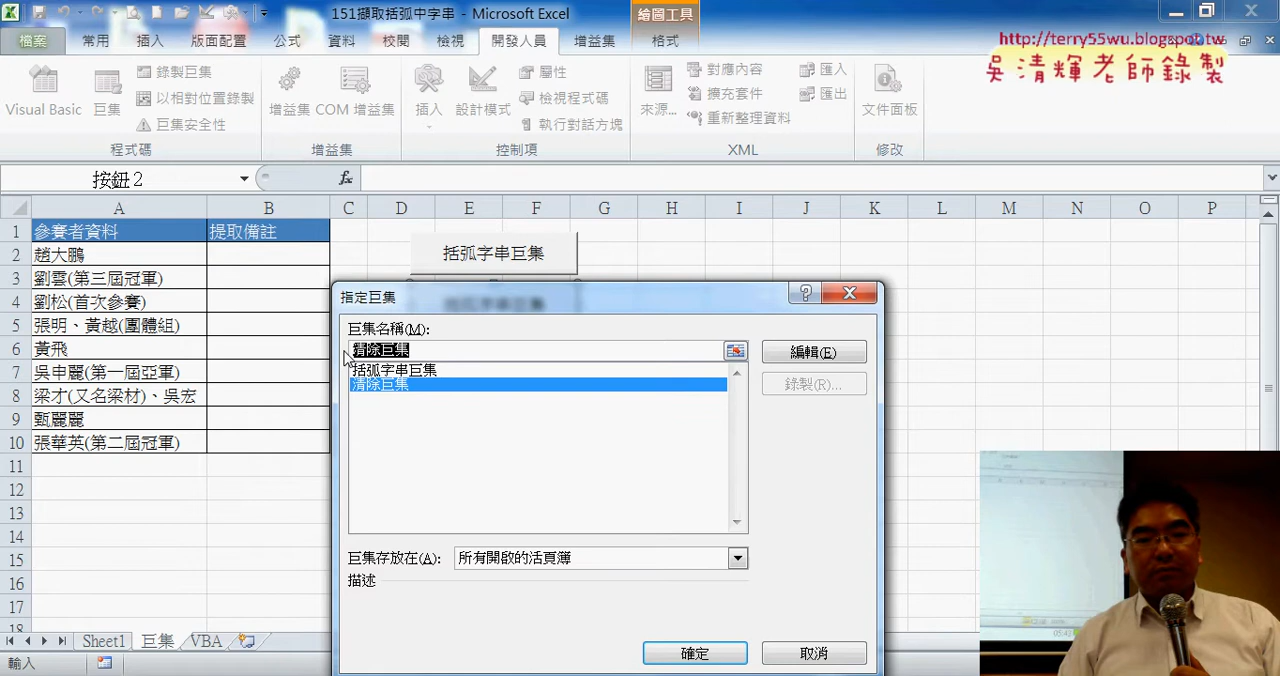 151擷取括弧中字串 - Microsoft Excel
繪圖工具
檔案 常用 插入 版面配置 公式 資料 校閱 檢視 開發人員 增益集 格式
http://terry55wu.blogspot.tw
吳清輝老師錄製
Visual Basic
巨集
錄製巨集
以相對位置錄製
巨集安全性
程式碼
增益集
COM 增益集
增益集
插入
設計模式
屬性
檢視程式碼
執行對話方塊
控制項
來源...
對應內容
擴充套件
重新整理資料
匯入
匯出
XML
文件面板
修改
按鈕 2
fx
A B C D E F G H I J K L M N O P
1 參賽者資料 提取備註
2 趙大鵬
3 劉雲(第三屆冠軍)
4 劉松(首次參賽)
5 張明、黃越(團體組)
6 黃飛
7 吳申麗(第一屆亞軍)
8 梁才(又名梁材)、吳宏
9 甄麗麗
10 張華英(第二屆冠軍)
11
12
13
14
15
16
17
18
括弧字串巨集
括弧字串巨集
指定巨集
巨集名稱(M):
清除巨集
編輯(E)
括弧字串巨集
清除巨集
錄製(R)...
巨集存放在(A): 所有開啟的活頁簿
描述
確定 取消
Sheet1 巨集 VBA
輸入